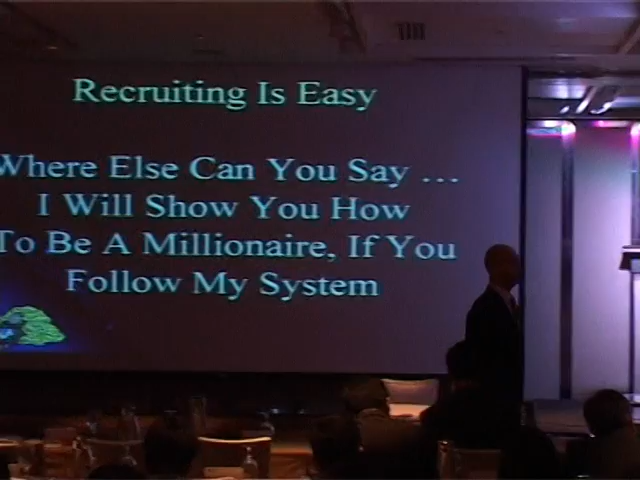 Recruiting Is Easy
Where Else Can You Say ...
I Will Show You How
To Be A Millionaire, If You
Follow My System